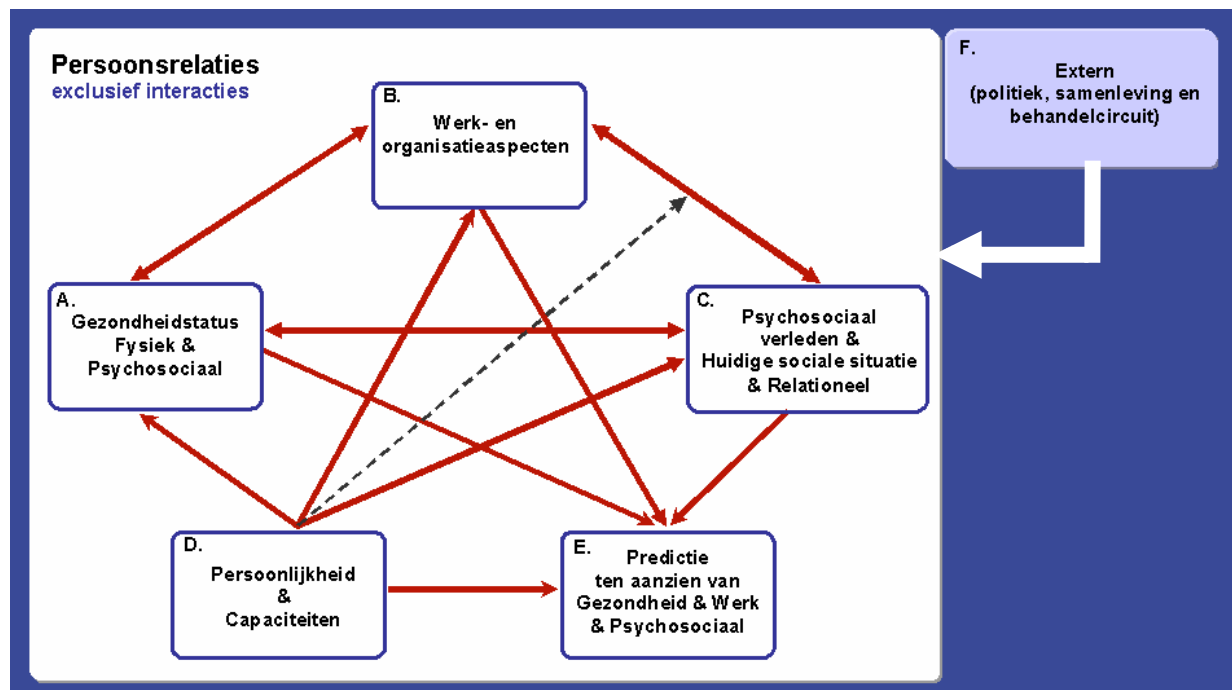 Persoonsrelaties
exclusief interacties
F.
Extern
(politiek, samenleving en
behandelcircuit)
B.
Werk- en
organisatieaspecten
A.
Gezondheidstatus
Fysiek &
Psychosociaal
C.
Psychosociaal
verleden &
Huidige sociale situatie
& Relationeel
D.
Persoonlijkheid
&
Capaciteiten
E.
Predictie
ten aanzien van
Gezondheid & Werk
& Psychosociaal